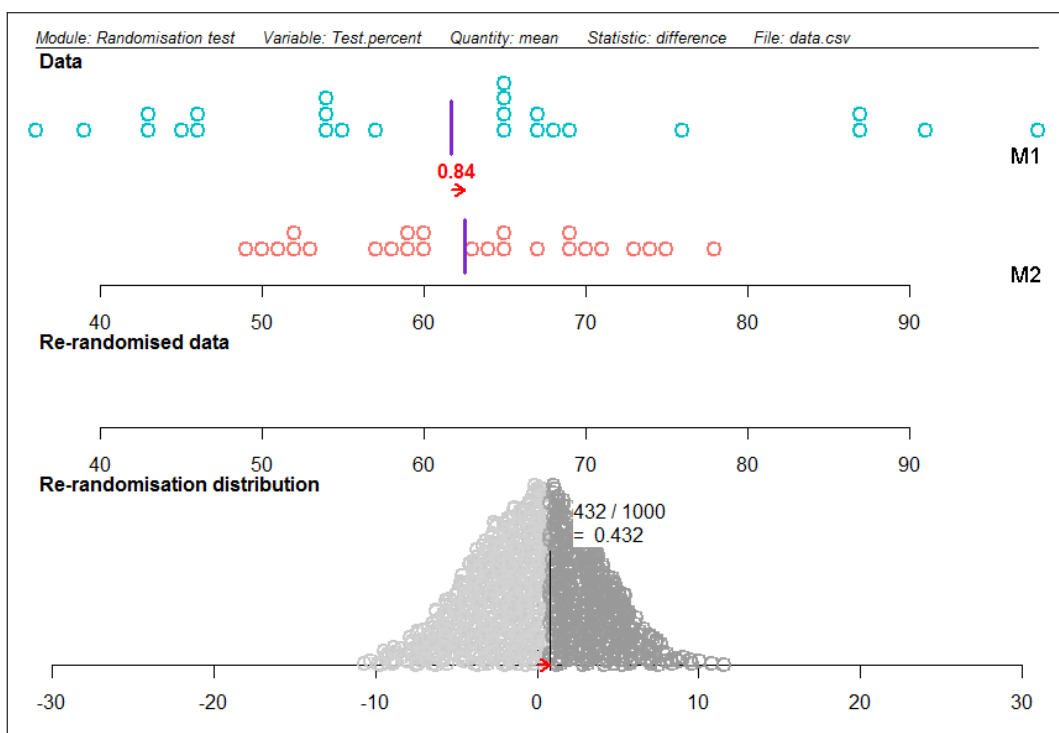 Module: Randomisation test Variable: Test.percent Quantity: mean Statistic: difference File: data.csv
Data
M1
0.84
M2
40 50 60 70 80 90
Re-randomised data
40 50 60 70 80 90
Re-randomisation distribution
432 / 1000
= 0.432
-30 -20 -10 0 10 20 30